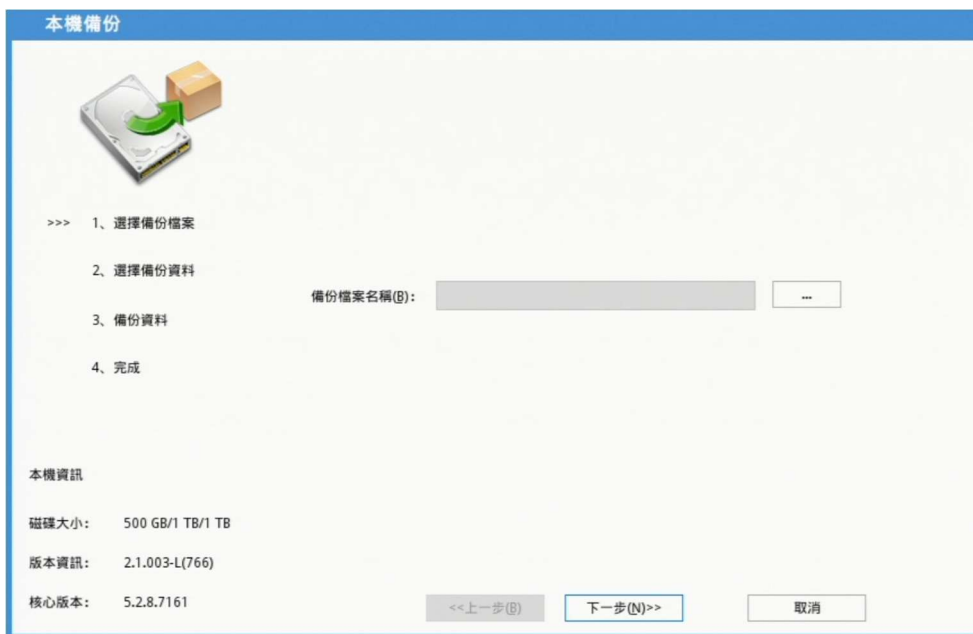 本機備份
>>> 1、選擇備份檔案
2、選擇備份資料
備份檔案名稱(B): ...
3、備份資料
4、完成
本機資訊
磁碟大小: 500 GB/1 TB/1 TB
版本資訊: 2.1.003-L(766)
核心版本: 5.2.8.7161
<<上一步(B) 下一步(N)>> 取消